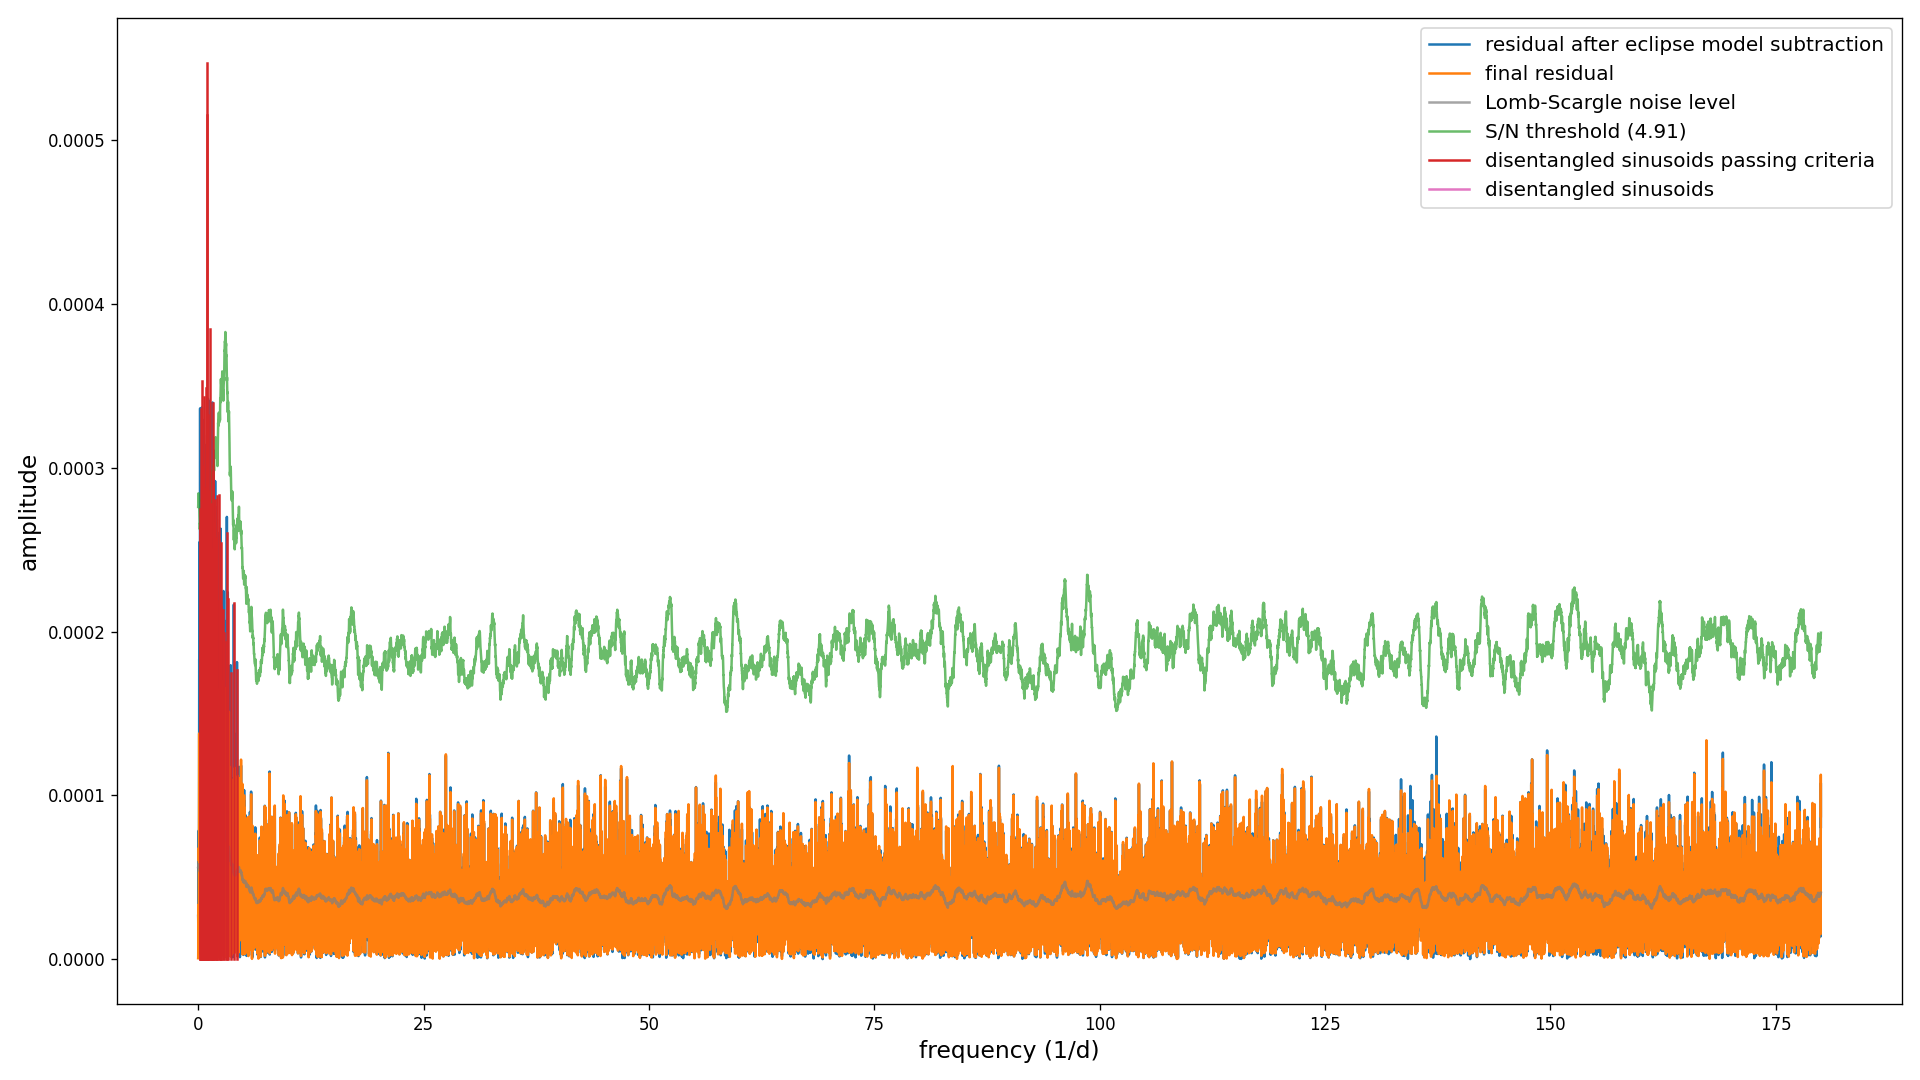 residual after eclipse model subtraction
final residual
Lomb-Scargle noise level
S/N threshold (4.91)
disentangled sinusoids passing criteria
disentangled sinusoids
0.0005
0.0004
0.0003
0.0002
0.0001
0.0000
amplitude
0 25 50 75 100 125 150 175
frequency (1/d)